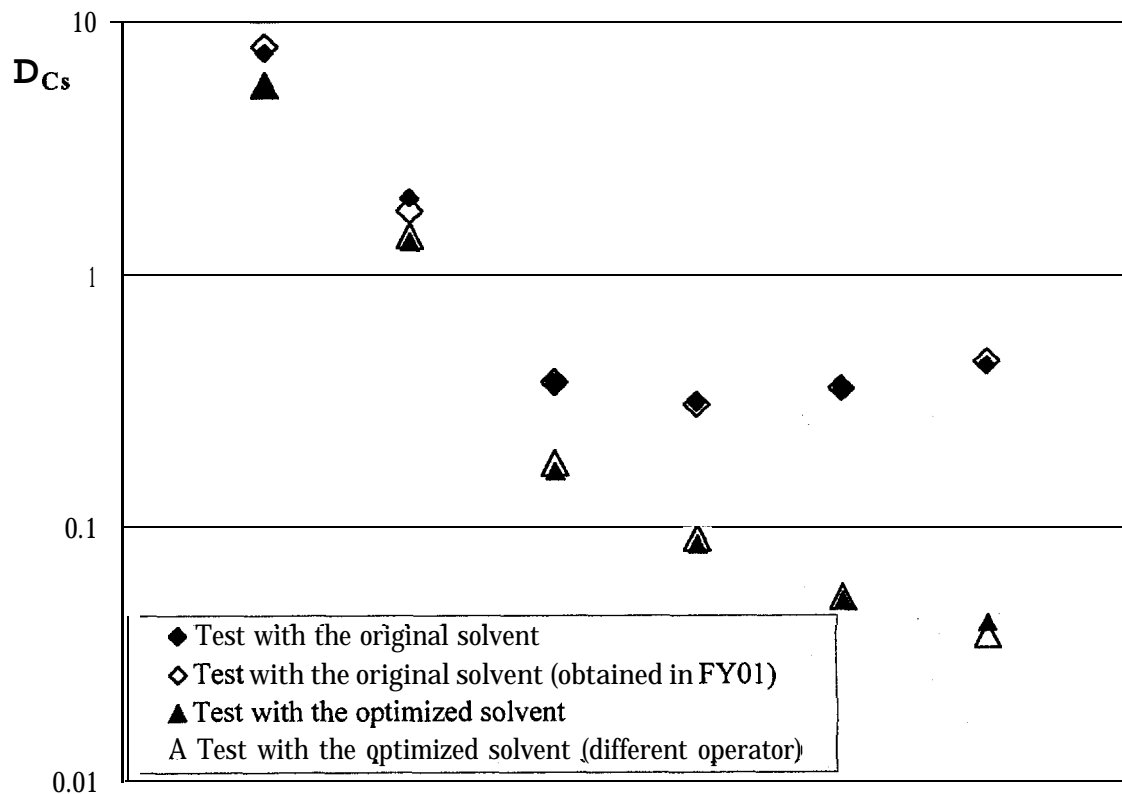 10
D_Cs
1
0.1
◆ Test with the original solvent
◇ Test with the original solvent (obtained in FY01)
▲ Test with the optimized solvent
A Test with the optimized solvent (different operator)
0.01